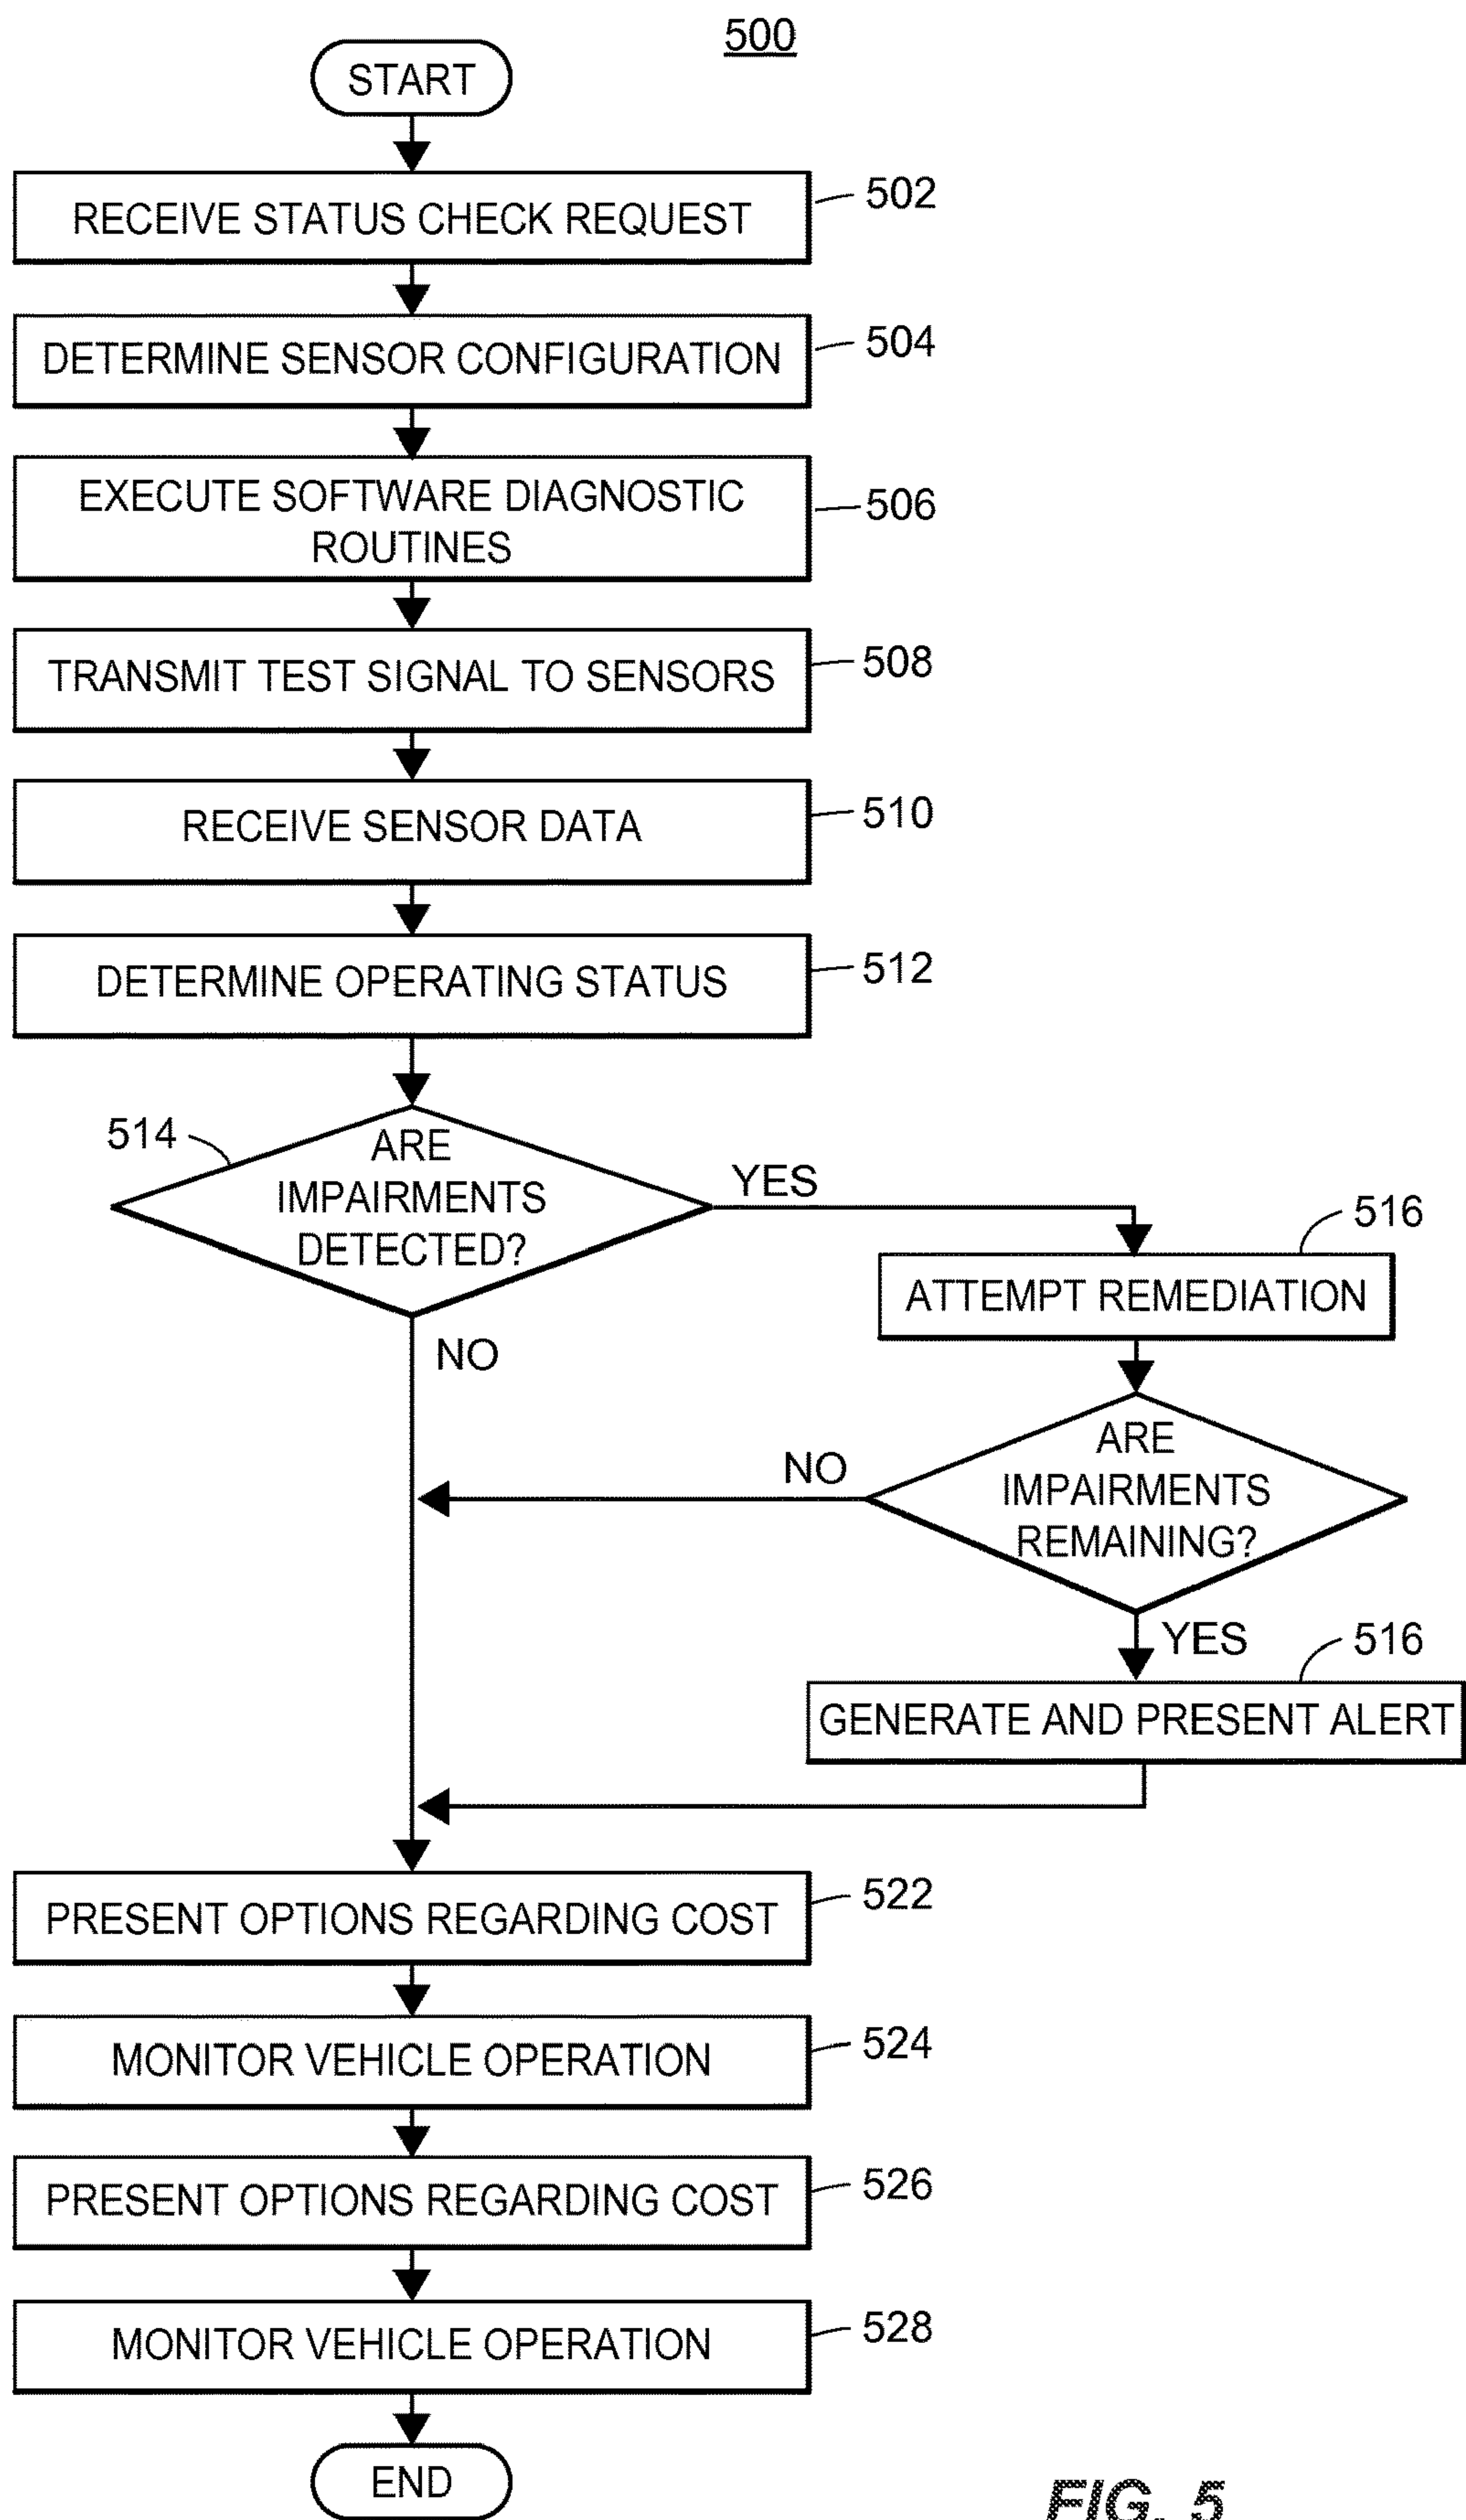 500
START
RECEIVE STATUS CHECK REQUEST
502
DETERMINE SENSOR CONFIGURATION
504
EXECUTE SOFTWARE DIAGNOSTIC
ROUTINES
506
TRANSMIT TEST SIGNAL TO SENSORS
508
RECEIVE SENSOR DATA
510
DETERMINE OPERATING STATUS
512
514
ARE
IMPAIRMENTS
DETECTED?
YES
NO
516
ATTEMPT REMEDIATION
ARE
IMPAIRMENTS
REMAINING?
NO
YES
516
GENERATE AND PRESENT ALERT
PRESENT OPTIONS REGARDING COST
522
MONITOR VEHICLE OPERATION
524
PRESENT OPTIONS REGARDING COST
526
MONITOR VEHICLE OPERATION
528
END
FIG. 5